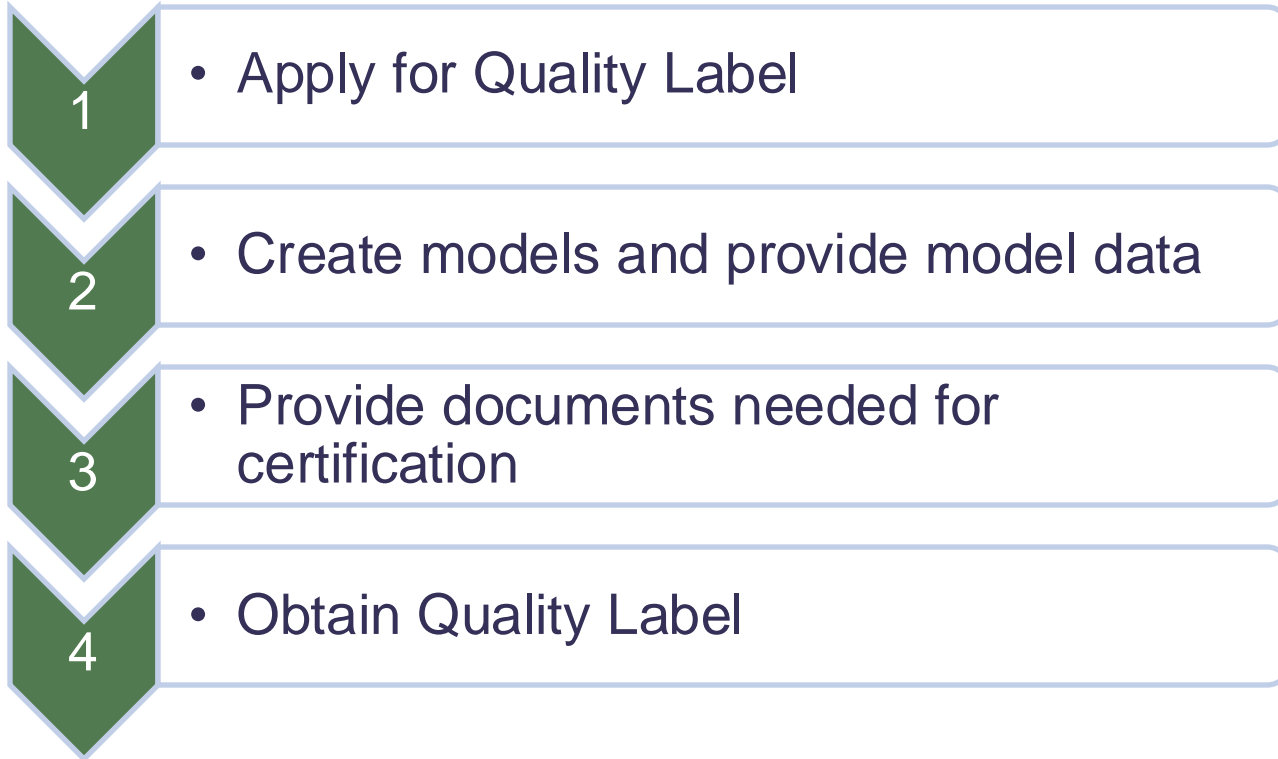 1
• Apply for Quality Label
2
• Create models and provide model data
3
• Provide documents needed for
certification
4
• Obtain Quality Label